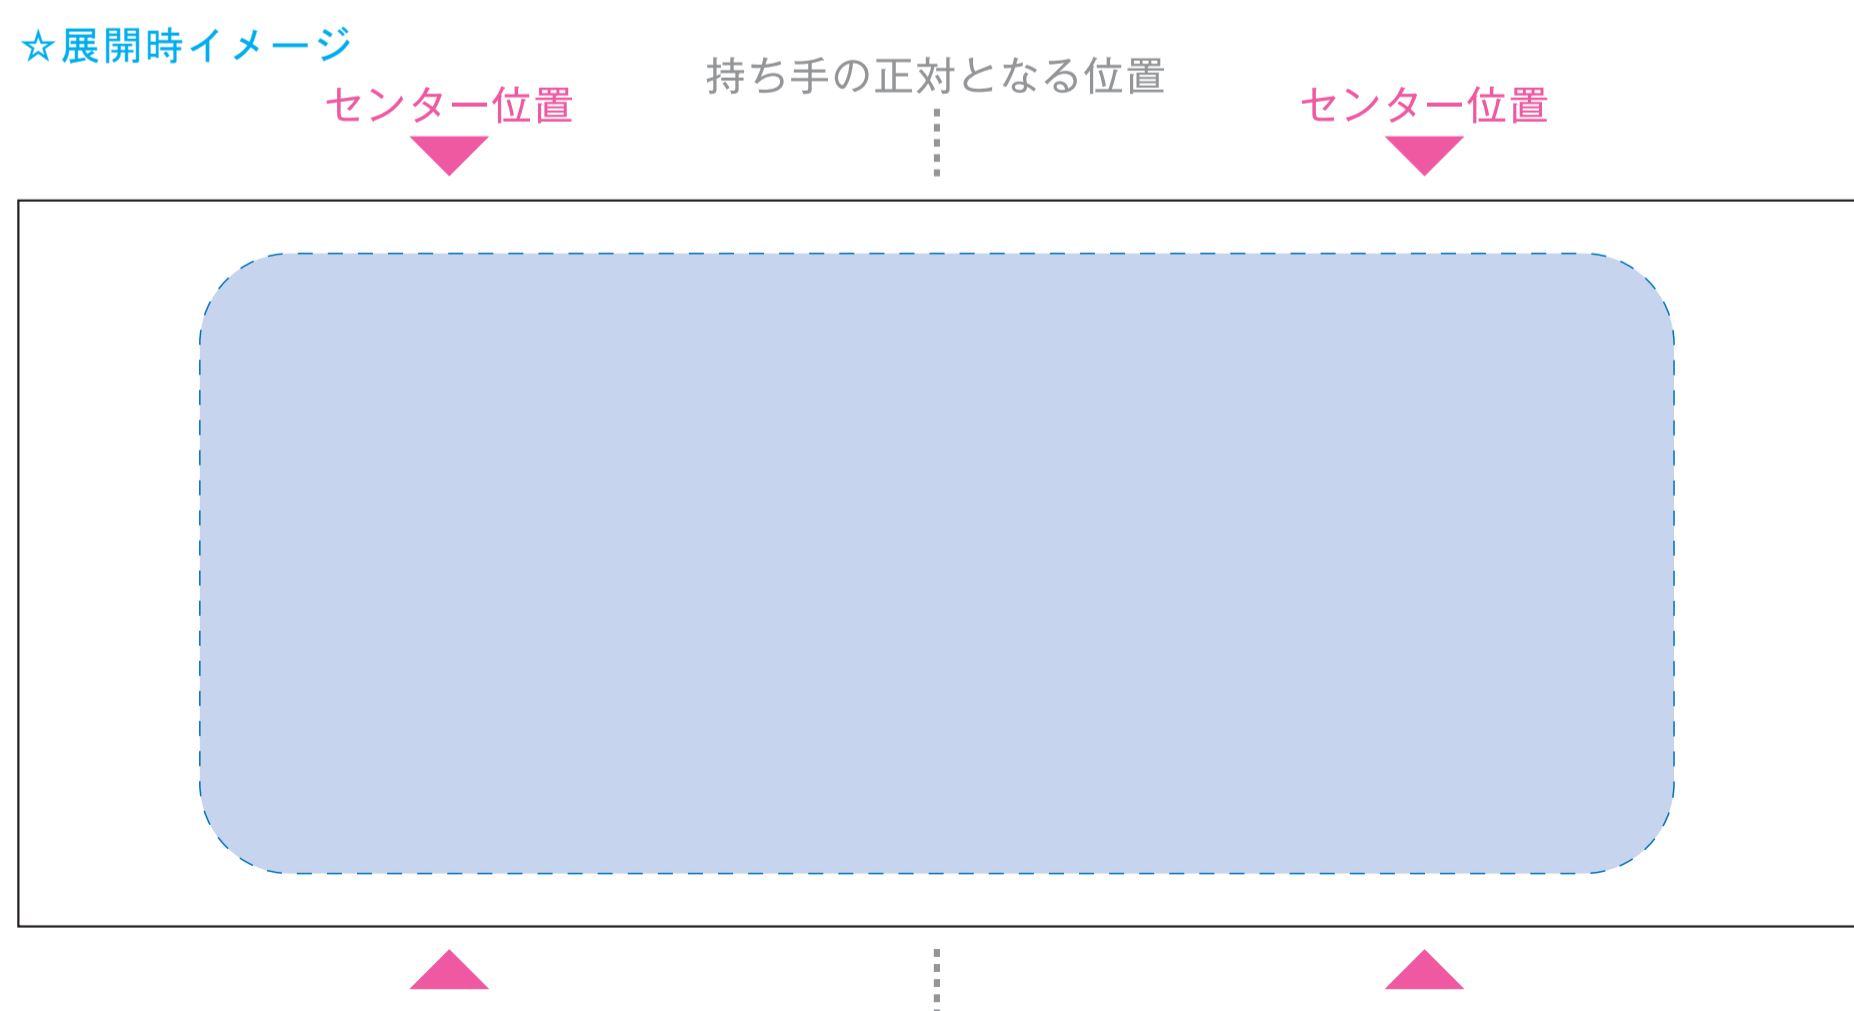 ☆展開時イメージ
持ち手の正対となる位置
センター位置
センター位置